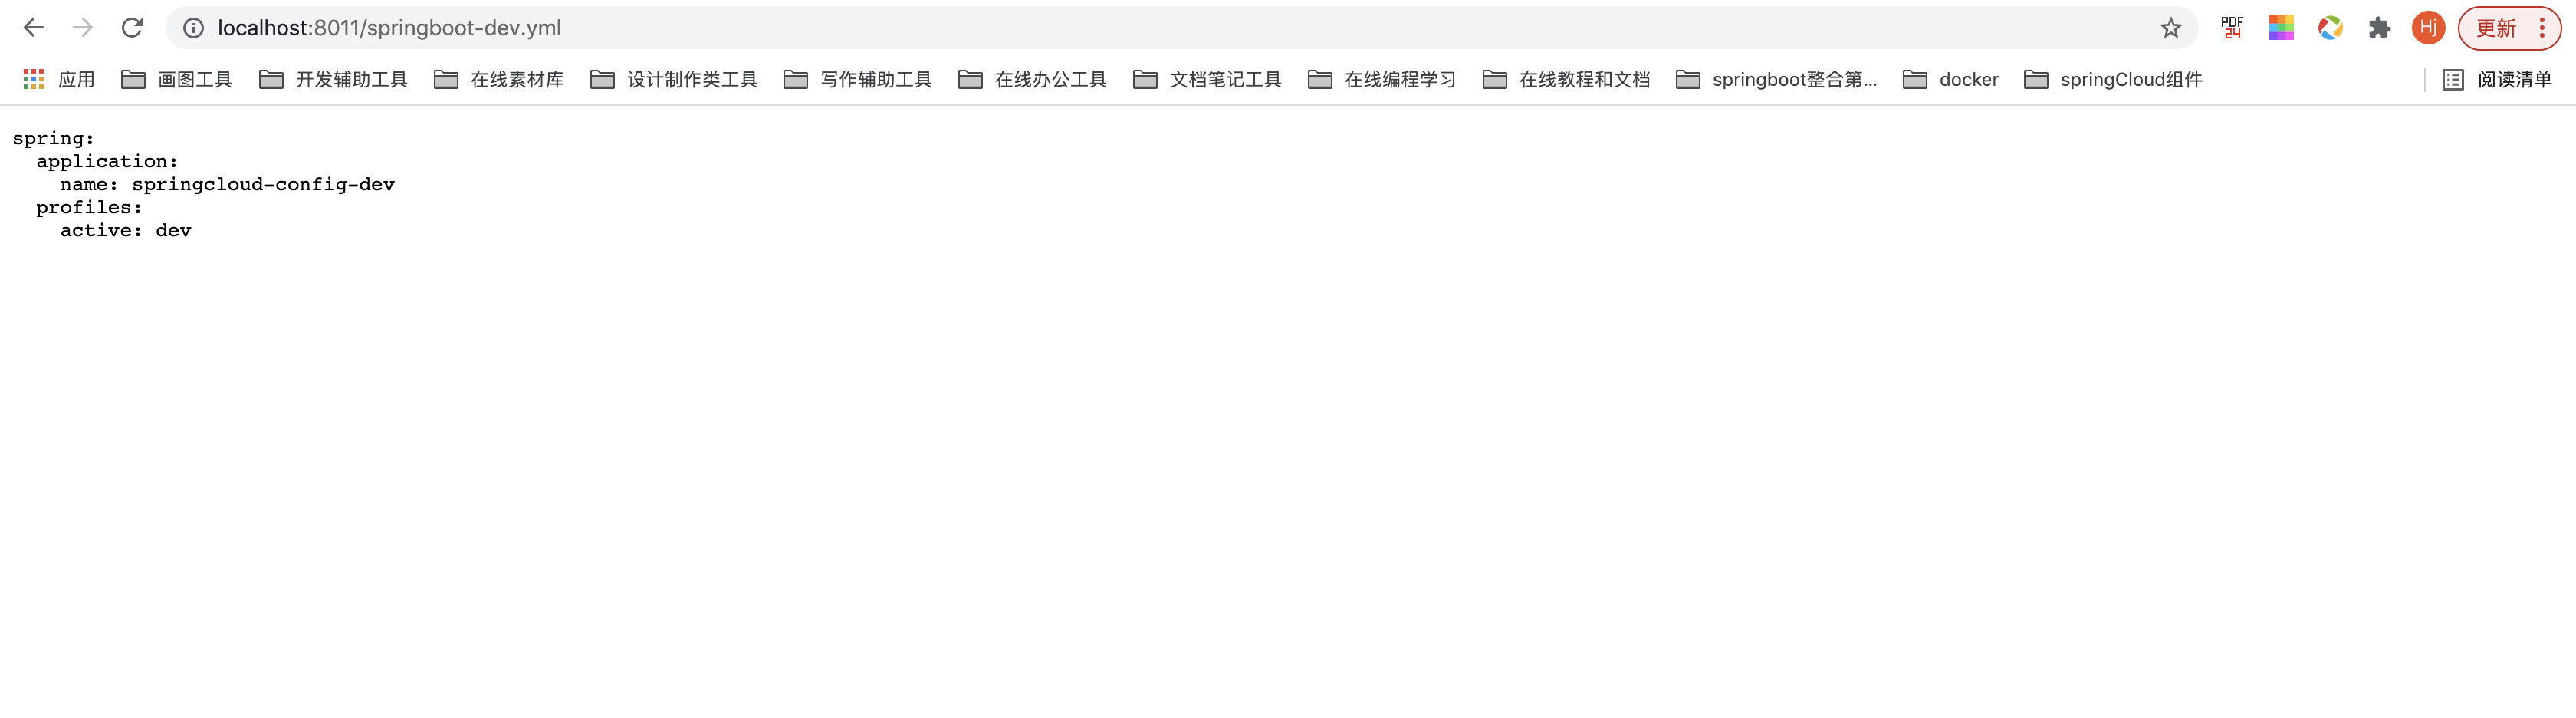 localhost:8011/springboot-dev.yml
PDF
24
Hj
更新
应用 画图工具 开发辅助工具 在线素材库 设计制作类工具 写作辅助工具 在线办公工具 文档笔记工具 在线编程学习 在线教程和文档 springboot整合第... docker springCloud组件 阅读清单
spring:
  application:
    name: springcloud-config-dev
  profiles:
    active: dev